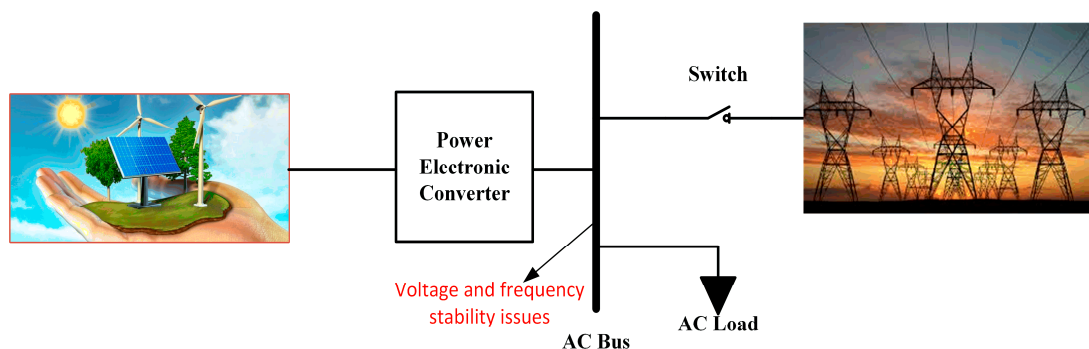 Switch
Power
Electronic
Converter
Voltage and frequency
stability issues
AC Load
AC Bus